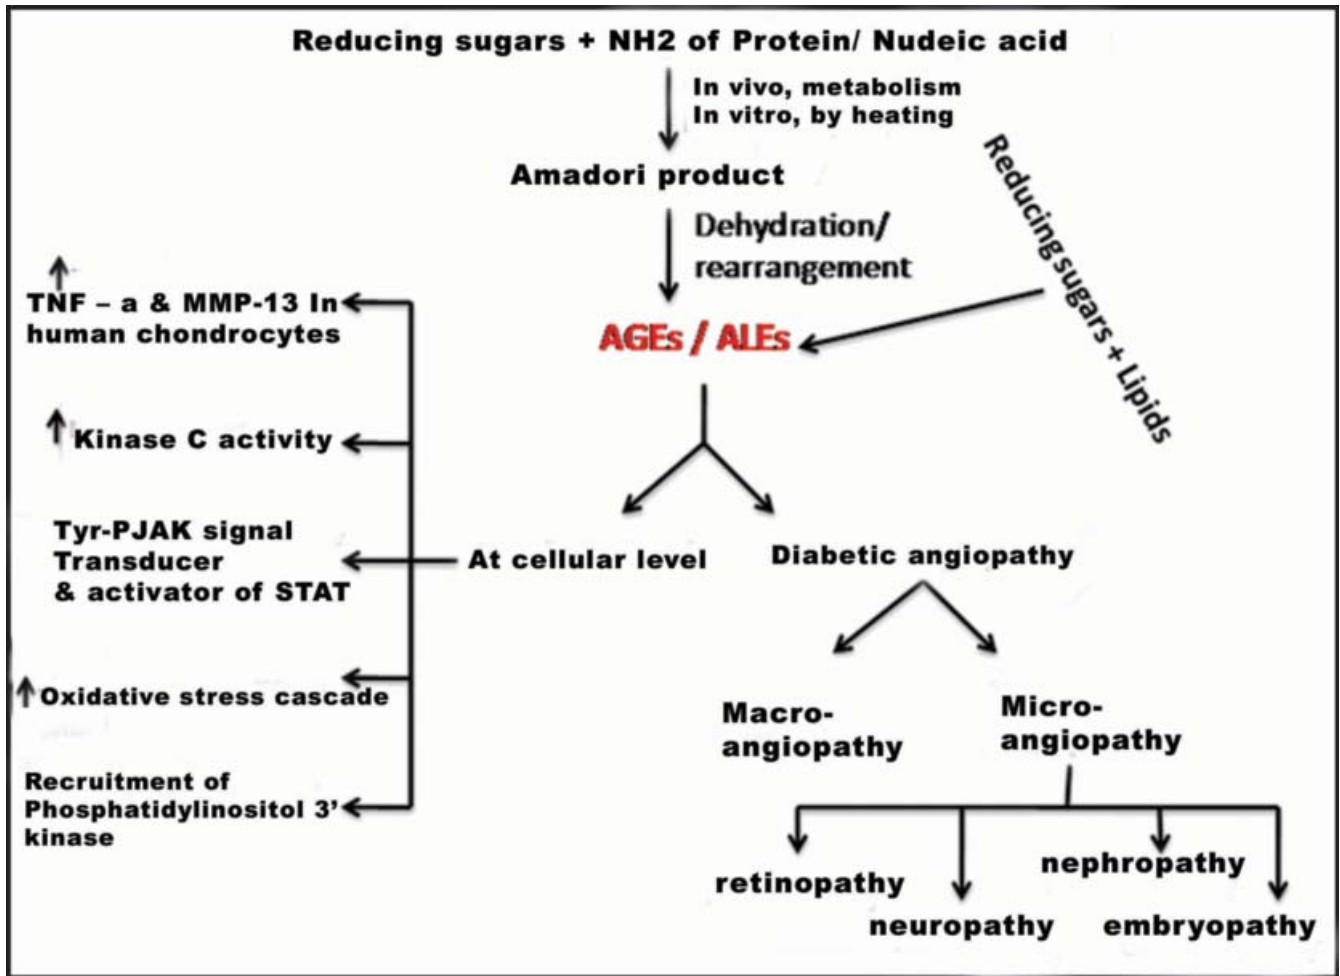 Reducing sugars + NH2 of Protein/ Nudeic acid
In vivo, metabolism
In vitro, by heating
Amadori product
Dehydration/
rearrangement
Reducing sugars + Lipids
AGEs / ALEs
TNF – a & MMP-13 In
human chondrocytes
Kinase C activity
Tyr-PJAK signal
Transducer
& activator of STAT
Oxidative stress cascade
Recruitment of
Phosphatidylinositol 3’
kinase
At cellular level
Diabetic angiopathy
Macro-
angiopathy
Micro-
angiopathy
retinopathy
neuropathy
nephropathy
embryopathy